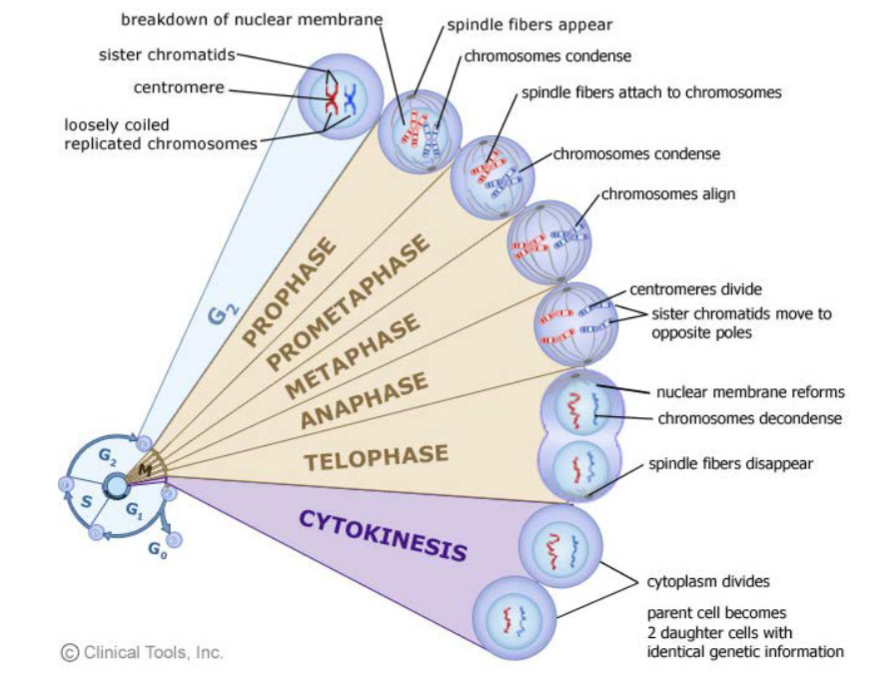 breakdown of nuclear membrane
spindle fibers appear
sister chromatids
chromosomes condense
centromere
spindle fibers attach to chromosomes
loosely coiled
replicated chromosomes
chromosomes condense
chromosomes align
G2
PROPHASE
PROMETAPHASE
METAPHASE
ANAPHASE
TELOPHASE
CYTOKINESIS
centromeres divide
sister chromatids move to
opposite poles
nuclear membrane reforms
chromosomes decondense
spindle fibers disappear
G2
M
S
G1
G0
cytoplasm divides
parent cell becomes
2 daughter cells with
identical genetic information
© Clinical Tools, Inc.